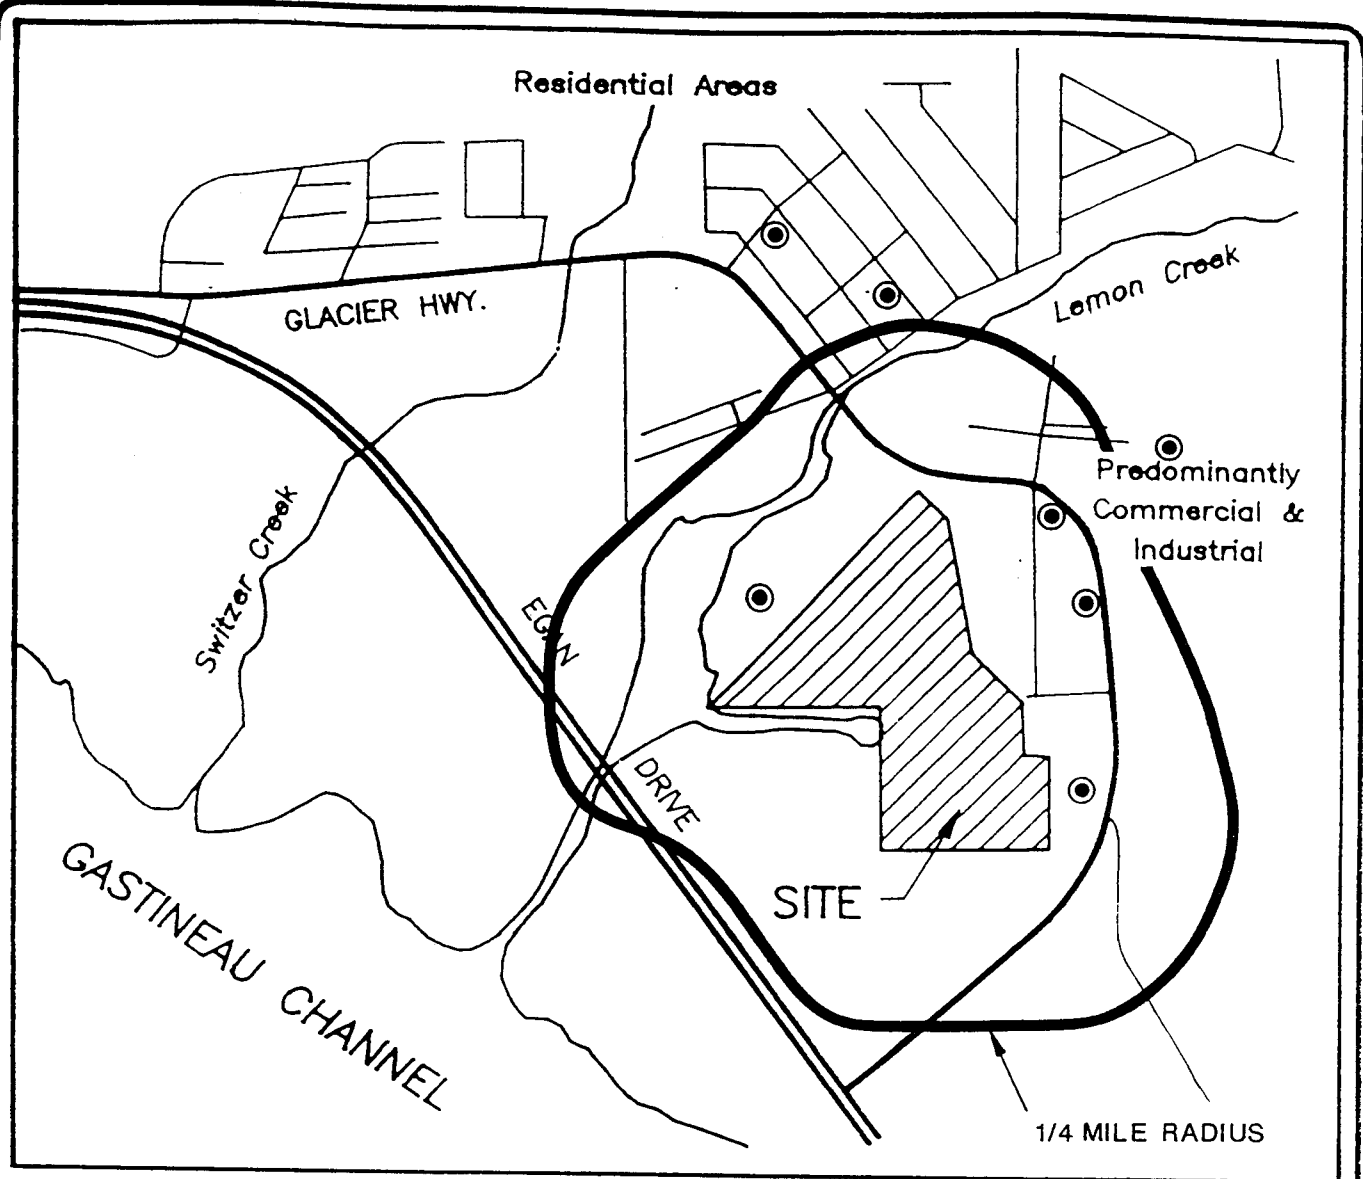 Residential Areas
Lemon Creek
GLACIER HWY.
Predominantly
Commercial &
Industrial
Switzer Creek
EGAN
DRIVE
SITE
GASTINEAU CHANNEL
1/4 MILE RADIUS